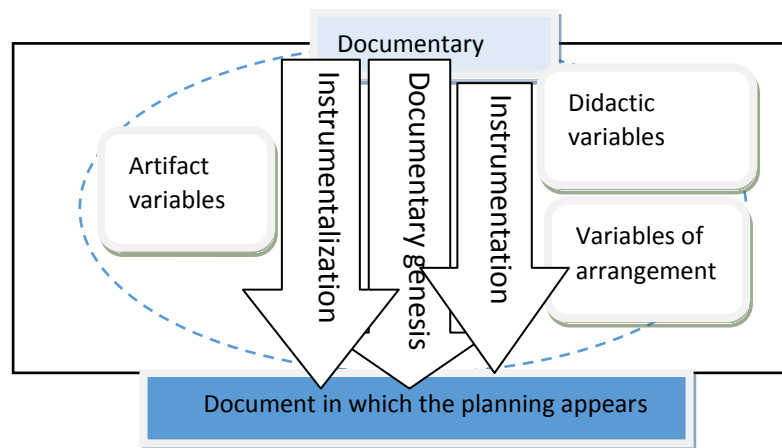 Documentary
Instrumentalization
Documentary genesis
Instrumentation
Artifact
variables
Didactic
variables
Variables of
arrangement
Document in which the planning appears